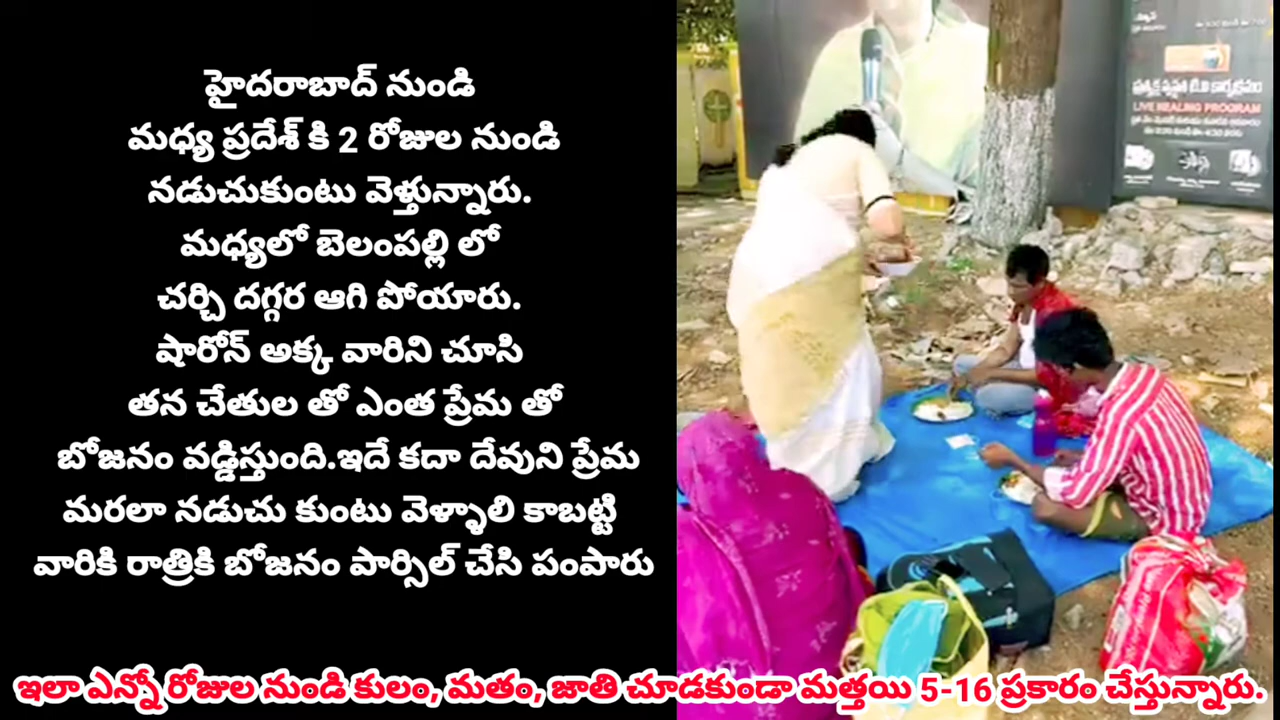 హైదరాబాద్ నుండి
మధ్య ప్రదేశ్ కి 2 రోజుల నుండి
నడుచుకుంటు వెళ్తున్నారు.
మధ్యలో బెలంపల్లి లో
చర్చి దగ్గర ఆగి పోయారు.
షారోన్ అక్క వారిని చూసి
తన చేతుల తో ఎంత ప్రేమ తో
బోజనం వడ్డిస్తుంది.ఇదే కదా దేవుని ప్రేమ
మరలా నడుచు కుంటు వెళ్ళాలి కాబట్టి
వారికి రాత్రికి బోజనం పార్సిల్ చేసి పంపారు
LIVE HEALING PROGRAM
ఇలా ఎన్నో రోజుల నుండి కులం, మతం, జాతి చూడకుండా మత్తయి 5-16 ప్రకారం చేస్తున్నారు.